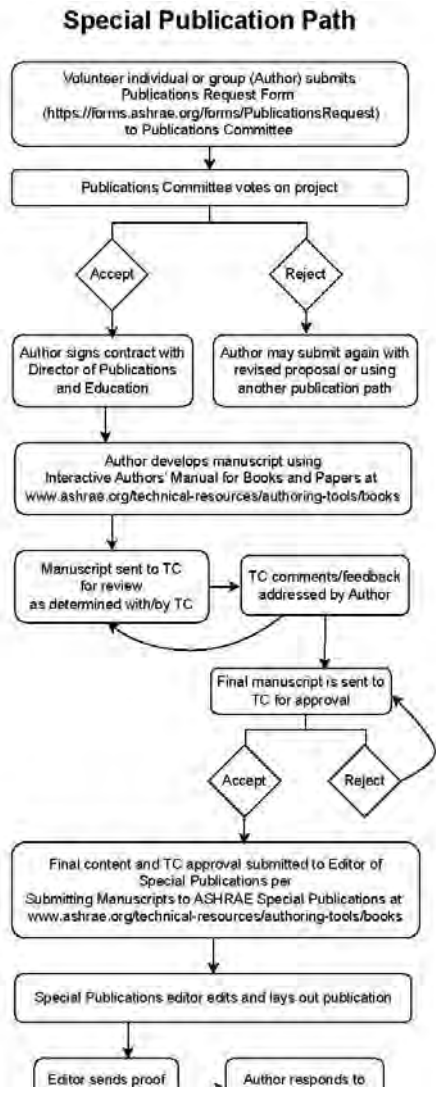 Special Publication Path
Volunteer individual or group (Author) submits
Publications Request Form
(https://forms.ashrae.org/forms/PublicationsRequest)
to Publications Committee
Publications Committee votes on project
Accept
Reject
Author signs contract with
Director of Publications
and Education
Author may submit again with
revised proposal or using
another publication path
Author develops manuscript using
Interactive Authors' Manual for Books and Papers at
www.ashrae.org/technical-resources/authoring-tools/books
Manuscript sent to TC
for review
as determined with/by TC
TC comments/feedback
addressed by Author
Final manuscript is sent to
TC for approval
Accept
Reject
Final content and TC approval submitted to Editor of
Special Publications per
Submitting Manuscripts to ASHRAE Special Publications at
www.ashrae.org/technical-resources/authoring-tools/books
Special Publications editor edits and lays out publication
Editor sends proof
Author responds to